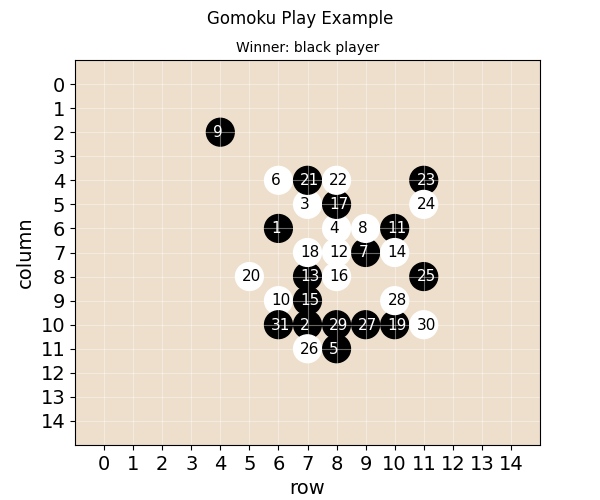 Gomoku Play Example
Winner: black player
0
1
2 9
3
4 6 21 22 23
5 3 17 24
6 1 4 8 11
7 18 12 7 14
8 20 13 16 25
9 10 15 28
10 31 2 29 27 19 30
11 26 5
12
13
14
column
0 1 2 3 4 5 6 7 8 9 10 11 12 13 14
row